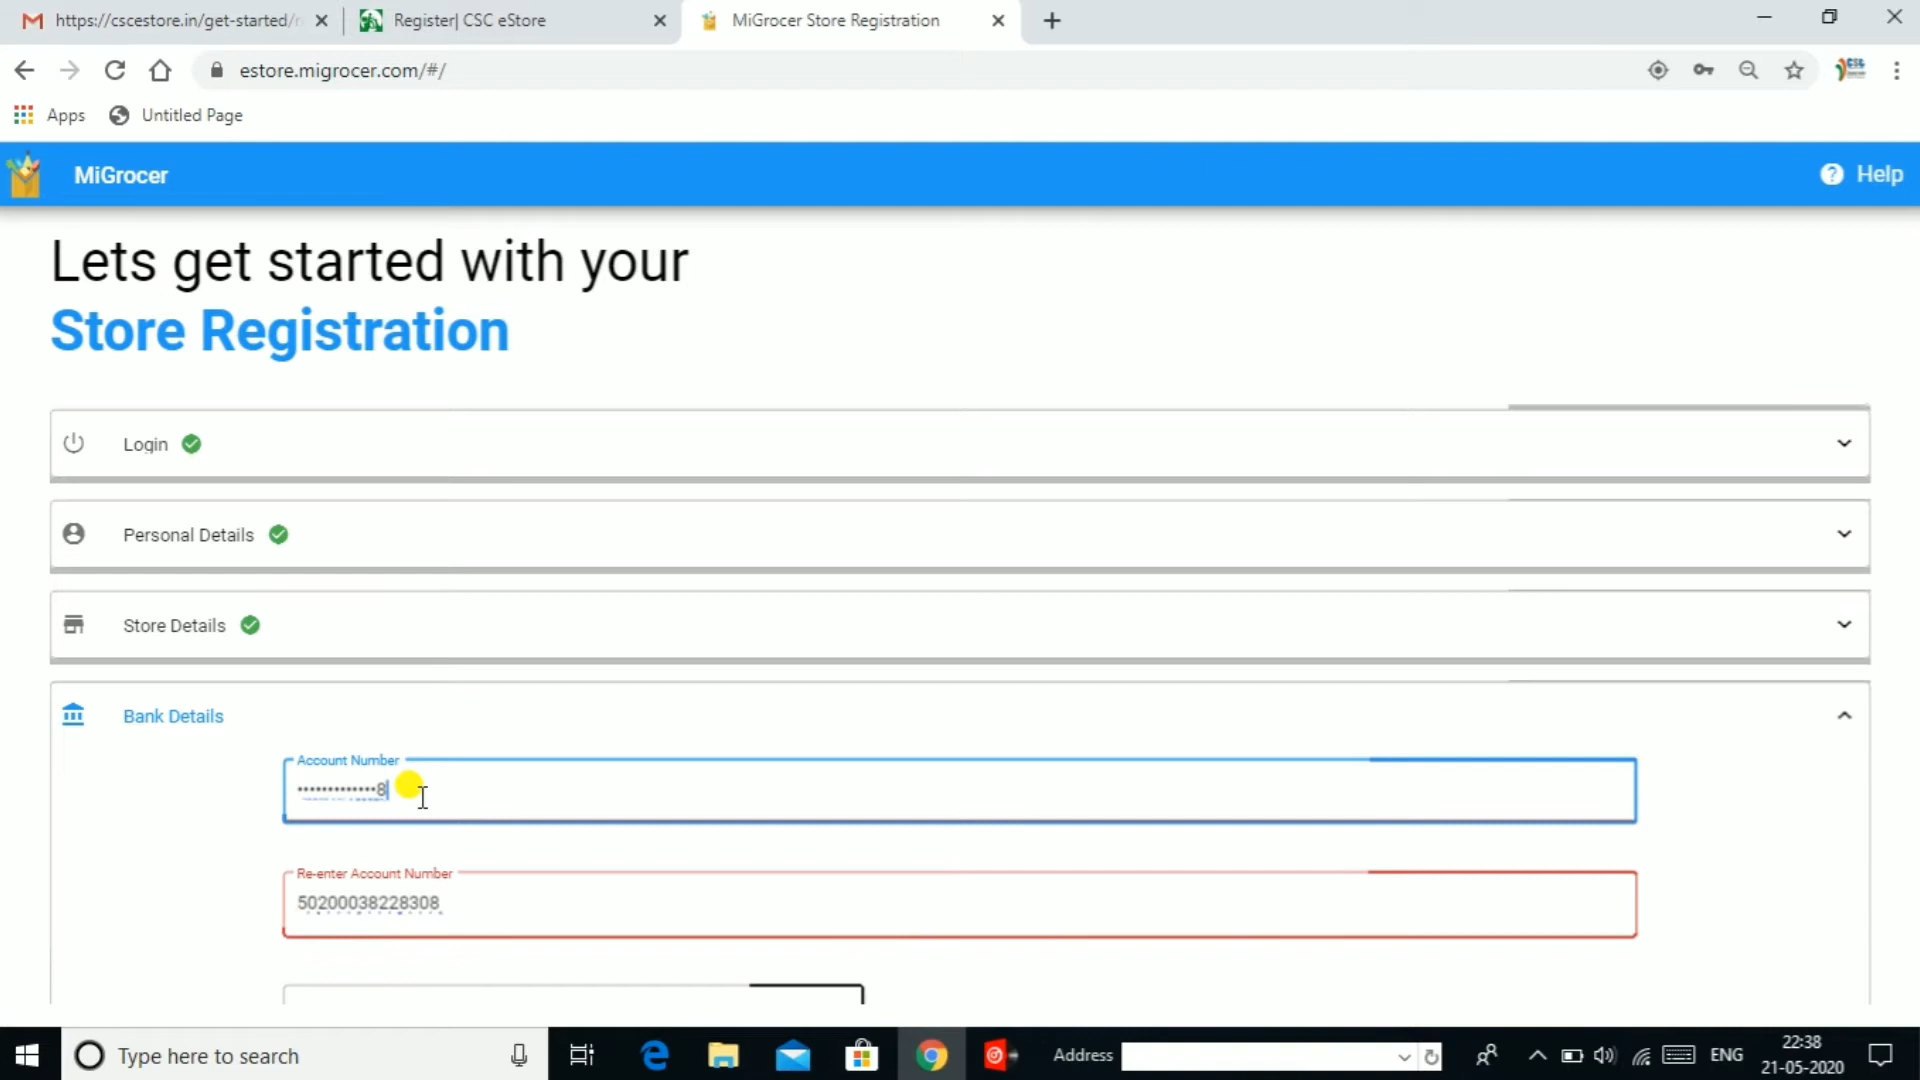 https://cscestore.in/get-started/
Register| CSC eStore
MiGrocer Store Registration
estore.migrocer.com/#/
Apps
Untitled Page
MiGrocer
Help
Lets get started with your
Store Registration
Login
Personal Details
Store Details
Bank Details
Account Number
•••••••••••••8
Re-enter Account Number
50200038228308
Type here to search
Address
ENG
22:38
21-05-2020